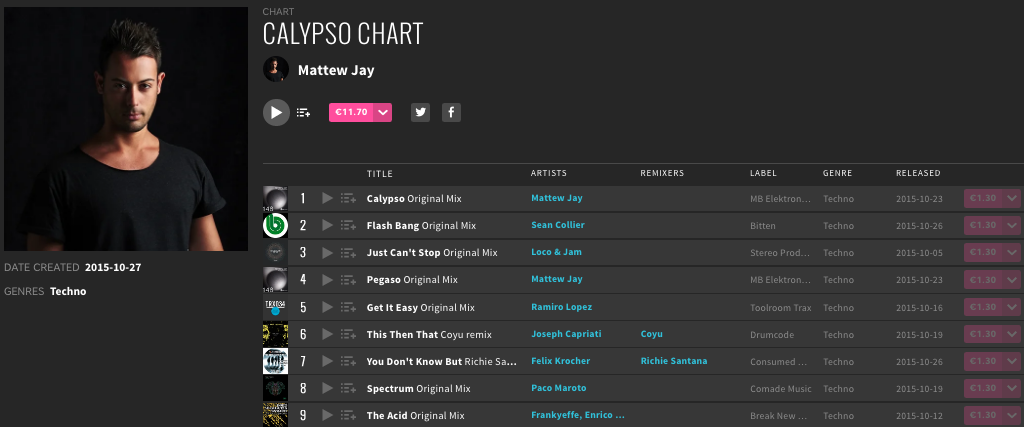 CHART
CALYPSO CHART
Mattew Jay
€11.70
DATE CREATED 2015-10-27
GENRES Techno
TITLE ARTISTS REMIXERS LABEL GENRE RELEASED
1 Calypso Original Mix Mattew Jay MB Elektron... Techno 2015-10-23 €1.30
2 Flash Bang Original Mix Sean Collier Bitten Techno 2015-10-26 €1.30
3 Just Can't Stop Original Mix Loco & Jam Stereo Prod... Techno 2015-10-05 €1.30
4 Pegaso Original Mix Mattew Jay MB Elektron... Techno 2015-10-23 €1.30
TRX034
5 Get It Easy Original Mix Ramiro Lopez Toolroom Trax Techno 2015-10-16 €1.30
6 This Then That Coyu remix Joseph Capriati Coyu Drumcode Techno 2015-10-19 €1.30
7 You Don't Know But Richie Sa... Felix Krocher Richie Santana Consumed ... Techno 2015-10-26 €1.30
8 Spectrum Original Mix Paco Maroto Comade Music Techno 2015-10-19 €1.30
9 The Acid Original Mix Frankyeffe, Enrico ... Break New ... Techno 2015-10-12 €1.30